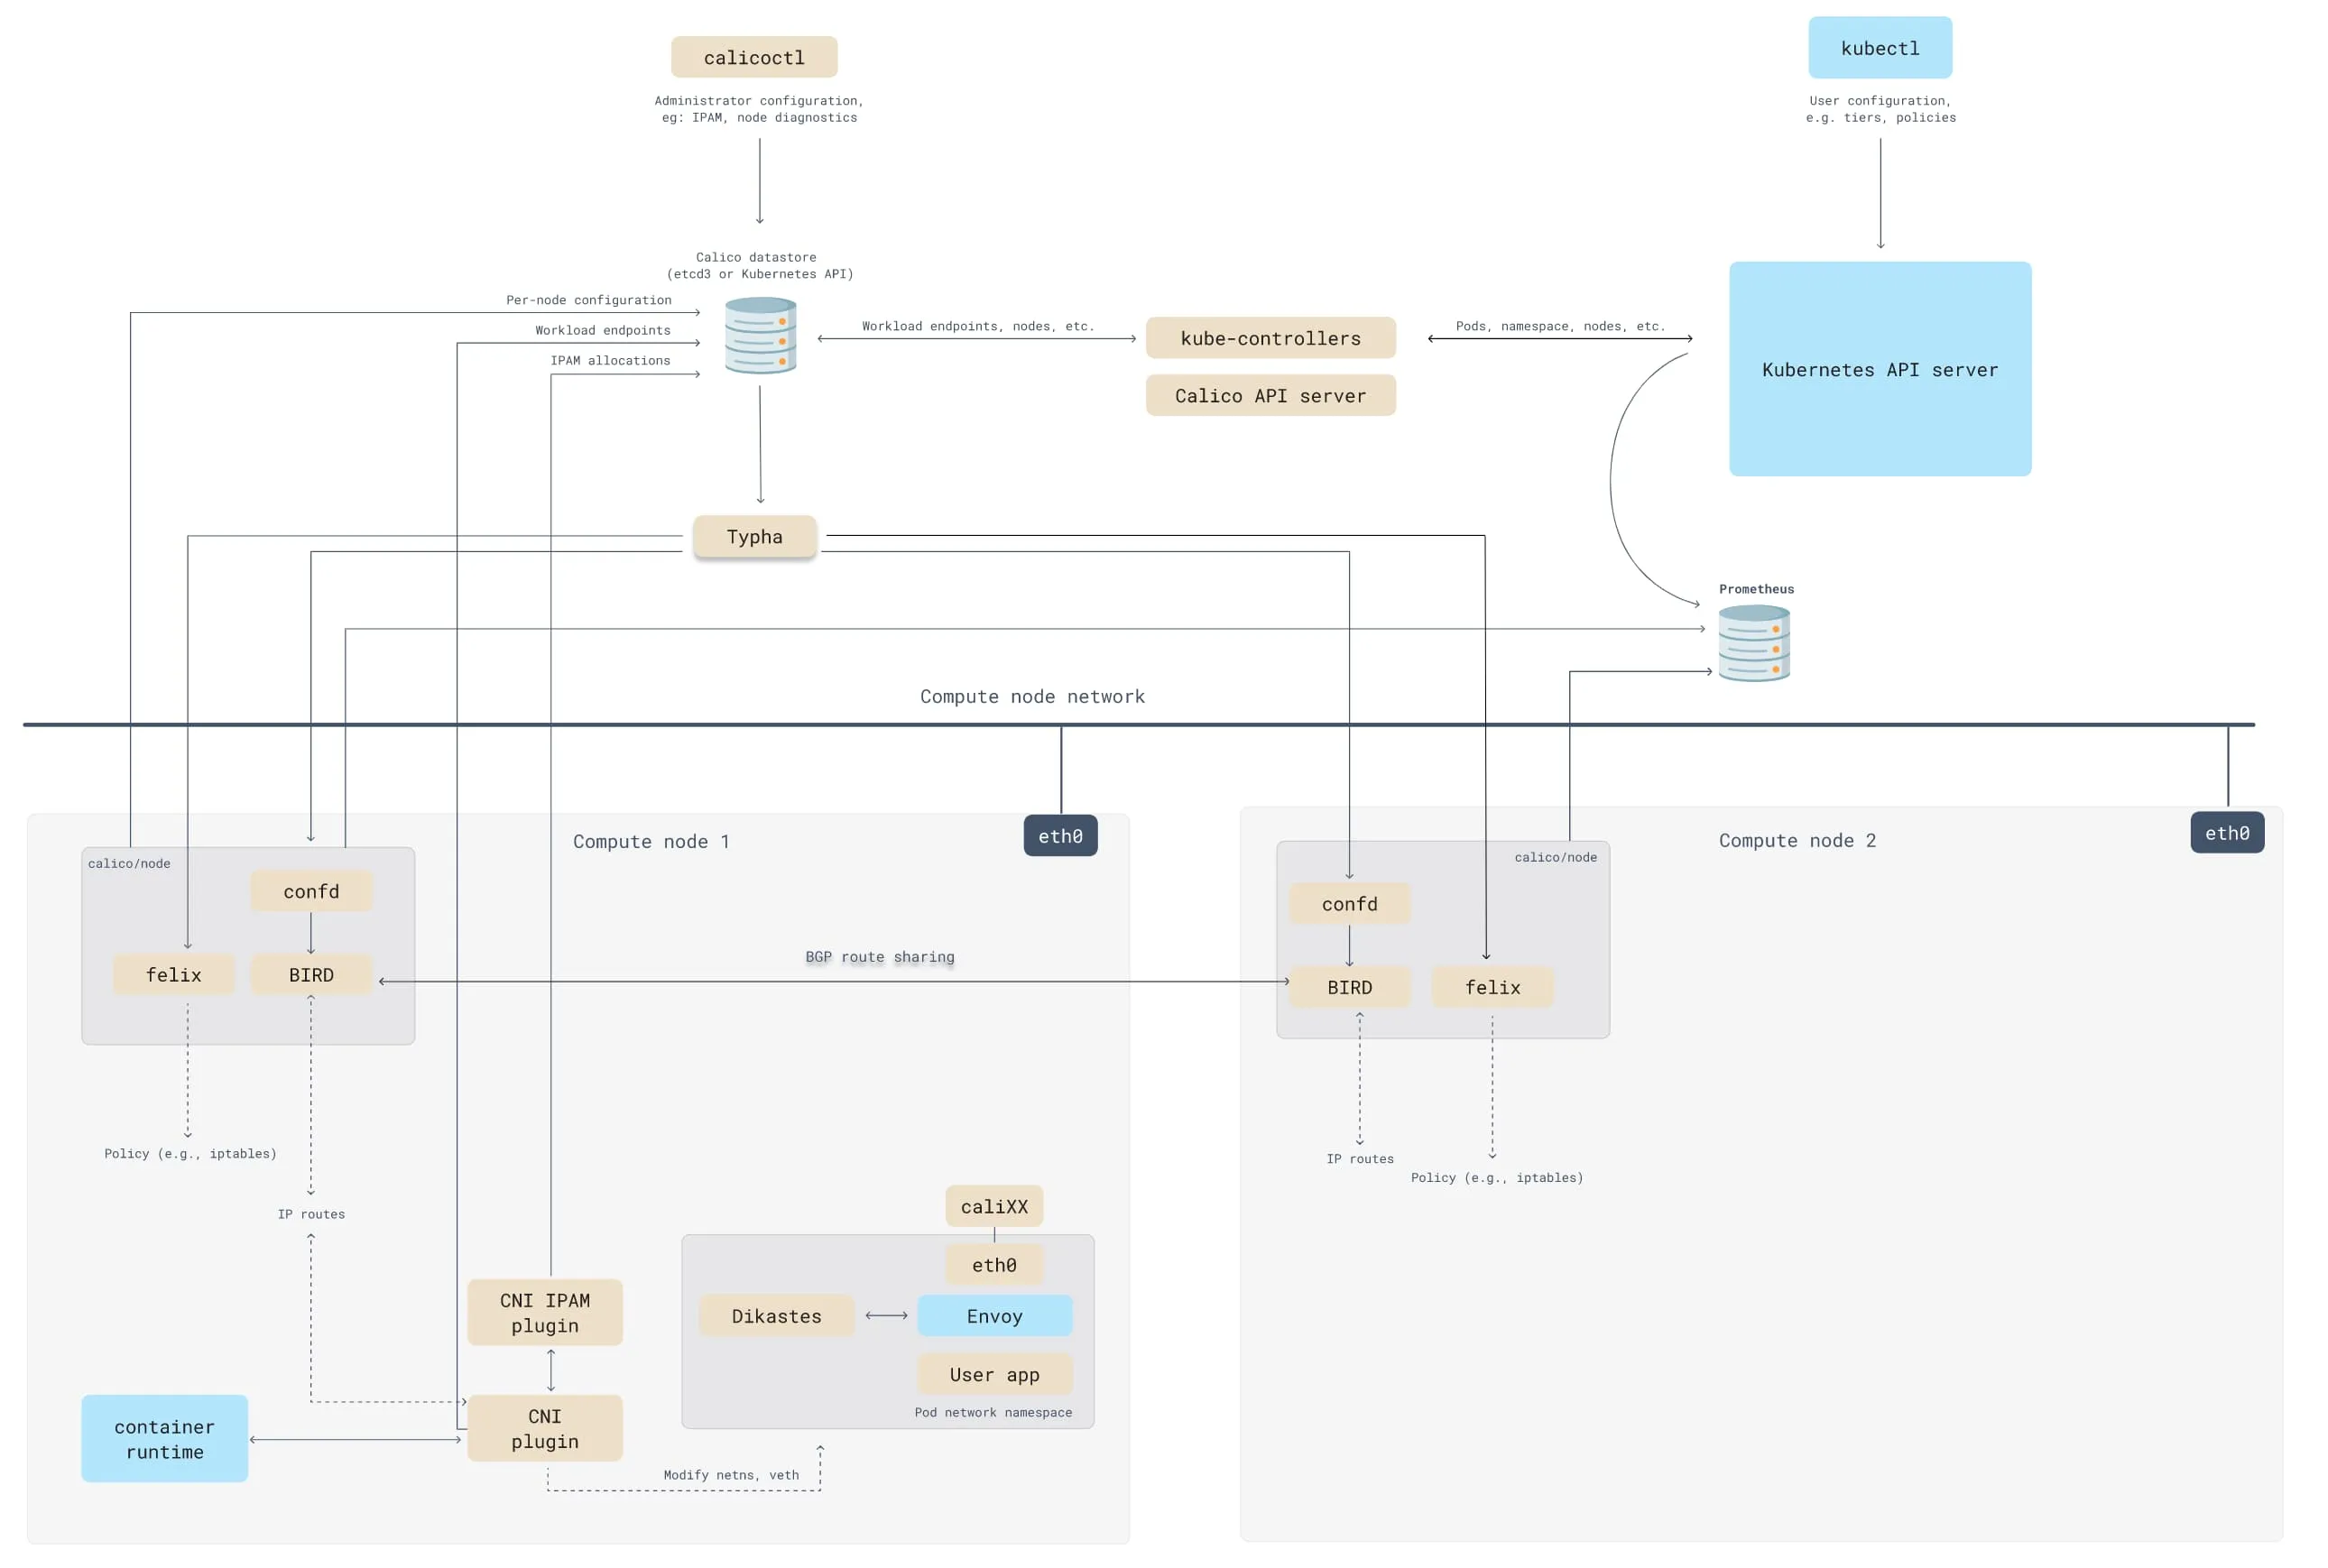 calicoctl
Administrator configuration,
eg: IPAM, node diagnostics
kubectl
User configuration,
e.g. tiers, policies
Calico datastore
(etcd3 or Kubernetes API)
Per-node configuration
Workload endpoints
IPAM allocations
Workload endpoints, nodes, etc.
kube-controllers
Calico API server
Pods, namespace, nodes, etc.
Kubernetes API server
Typha
Prometheus
Compute node network
Compute node 1
eth0
calico/node
confd
felix
BIRD
BGP route sharing
Policy (e.g., iptables)
IP routes
CNI IPAM
plugin
CNI
plugin
container
runtime
caliXX
eth0
Dikastes
Envoy
User app
Pod network namespace
Modify netns, veth
Compute node 2
eth0
calico/node
confd
BIRD
felix
IP routes
Policy (e.g., iptables)